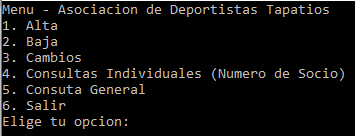 Menu - Asociacion de Deportistas Tapatios
1. Alta
2. Baja
3. Cambios
4. Consultas Individuales (Numero de Socio)
5. Consuta General
6. Salir
Elige tu opcion: